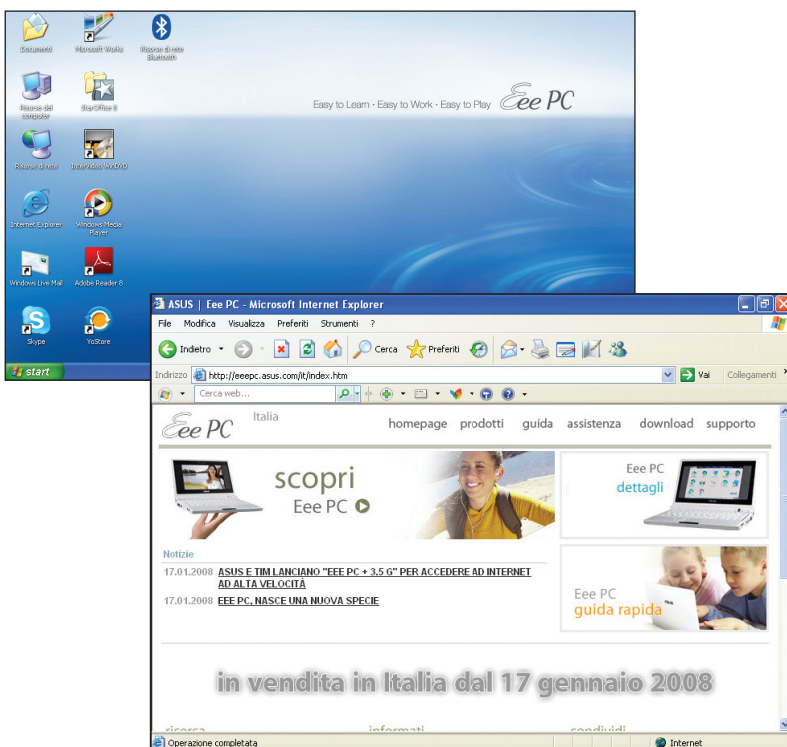 Documenti
Microsoft Works
Risorse di rete Bluetooth
Risorse del computer
StarOffice 8
Risorse di rete
InterVideo WinDVD
Internet Explorer
Windows Media Player
Windows Live Mail
Adobe Reader 8
Skype
YoStore
Easy to Learn · Easy to Work · Easy to Play Eee PC
start
ASUS | Eee PC - Microsoft Internet Explorer
File Modifica Visualizza Preferiti Strumenti ?
Indietro Cerca Preferiti
Indirizzo http://eeepc.asus.com/it/index.htm Vai Collegamenti »
Cerca web...
Eee PC Italia
homepage prodotti guida assistenza download supporto
scopri
Eee PC
Eee PC
dettagli
Notizie
17.01.2008 ASUS E TIM LANCIANO "EEE PC + 3,5 G" PER ACCEDERE AD INTERNET
AD ALTA VELOCITÀ
17.01.2008 EEE PC, NASCE UNA NUOVA SPECIE
Eee PC
guida rapida
in vendita in Italia dal 17 gennaio 2008
ricerca informati condividi
Operazione completata Internet